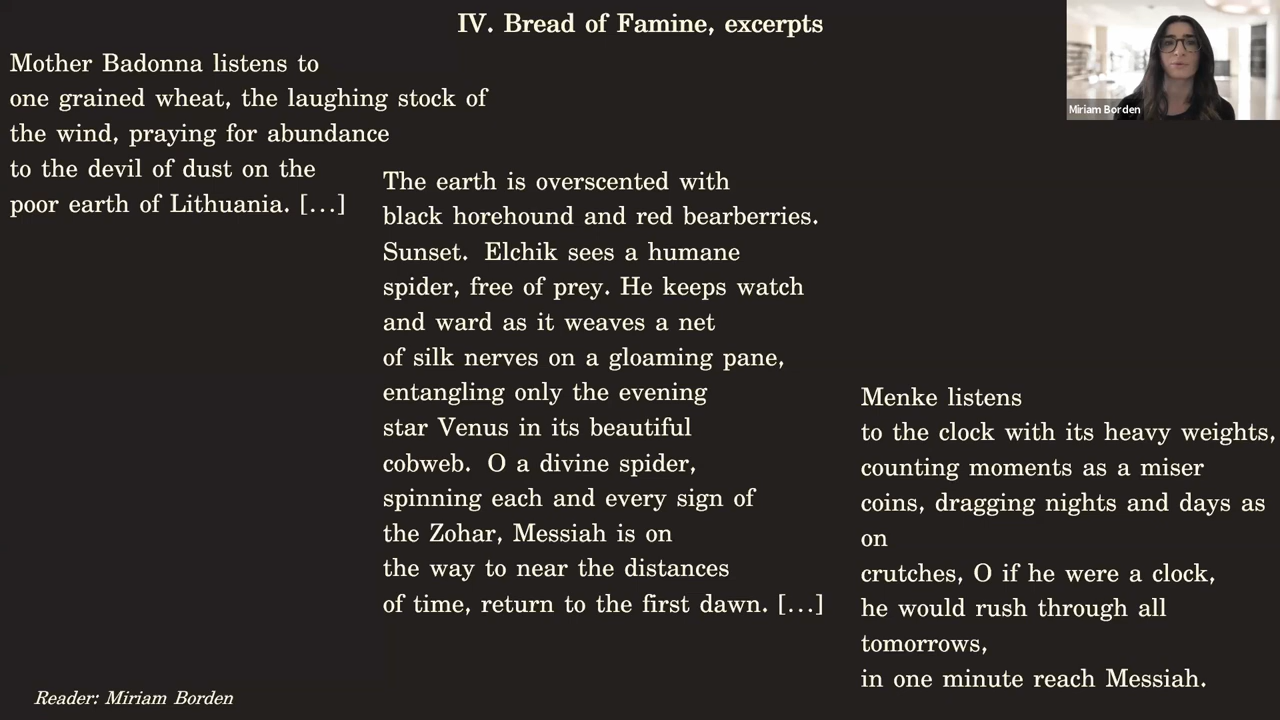 IV. Bread of Famine, excerpts
Miriam Borden
Mother Badonna listens to
one grained wheat, the laughing stock of
the wind, praying for abundance
to the devil of dust on the
poor earth of Lithuania. [...]
The earth is overscented with
black horehound and red bearberries.
Sunset. Elchik sees a humane
spider, free of prey. He keeps watch
and ward as it weaves a net
of silk nerves on a gloaming pane,
entangling only the evening
star Venus in its beautiful
cobweb. O a divine spider,
spinning each and every sign of
the Zohar, Messiah is on
the way to near the distances
of time, return to the first dawn. [...]
Menke listens
to the clock with its heavy weights,
counting moments as a miser
coins, dragging nights and days as
on
crutches, O if he were a clock,
he would rush through all
tomorrows,
in one minute reach Messiah.
Reader: Miriam Borden